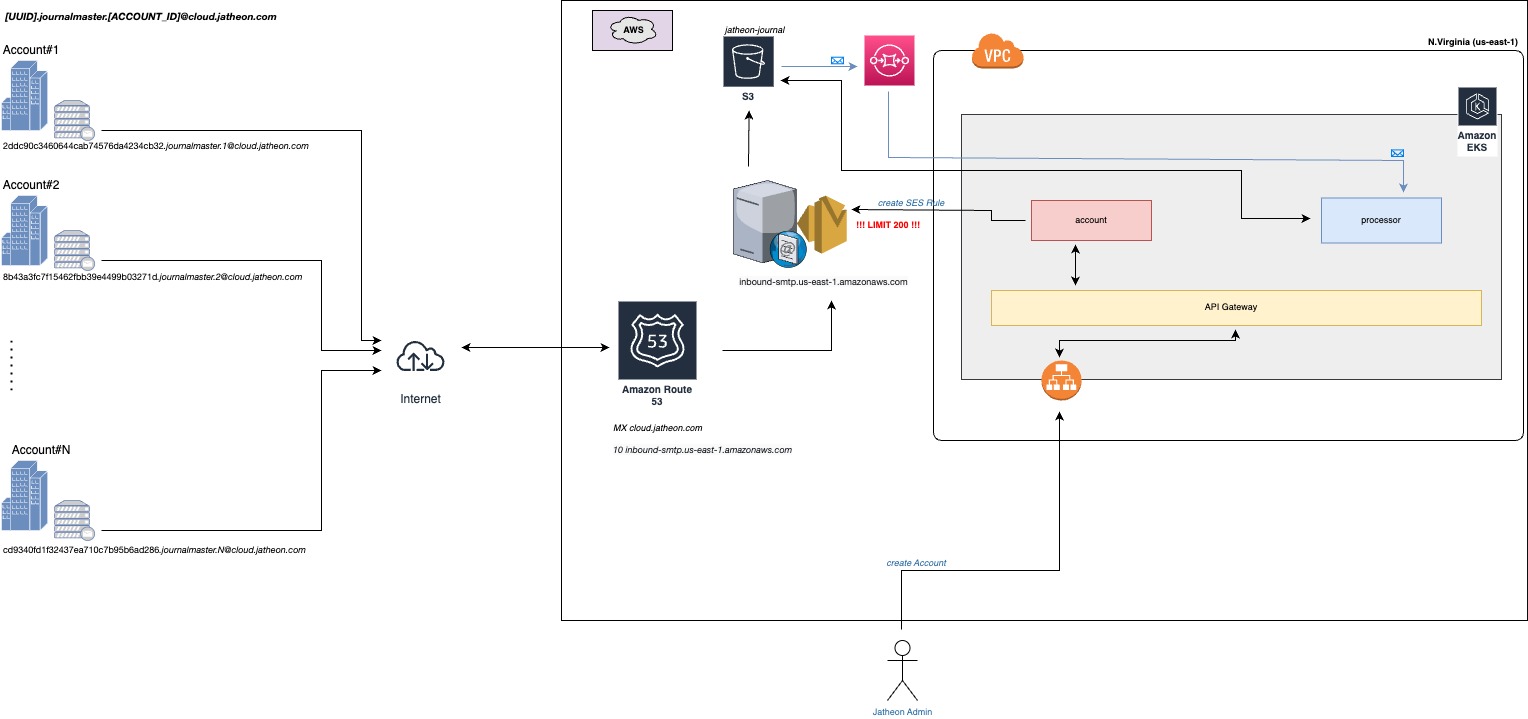 [UUID].journalmaster.[ACCOUNT_ID]@cloud.jatheon.com
Account#1
2ddc90c3460644cab74576da4234cb32.journalmaster.1@cloud.jatheon.com
Account#2
8b43a3fc7f15462fbb39e4499b03271d.journalmaster.2@cloud.jatheon.com
Account#N
cd9340fd1f32437ea710c7b95b6ad286.journalmaster.N@cloud.jatheon.com
Internet
AWS
jatheon-journal
S3
VPC
N.Virginia (us-east-1)
Amazon
EKS
create SES Rule
!!! LIMIT 200 !!!
account
processor
inbound-smtp.us-east-1.amazonaws.com
API Gateway
53
Amazon Route
53
MX cloud.jatheon.com
10 inbound-smtp.us-east-1.amazonaws.com
create Account
Jatheon Admin